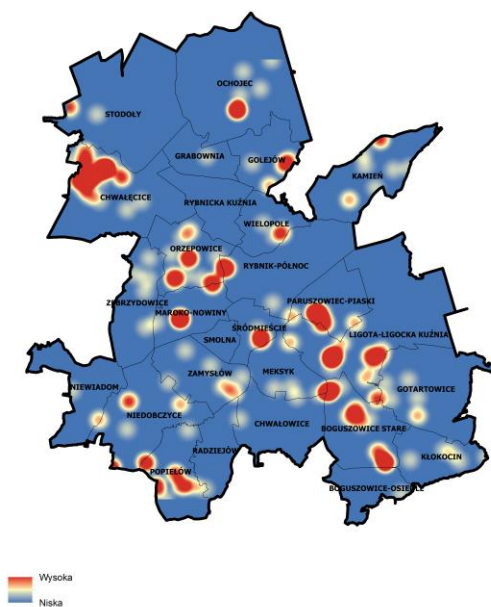 OCHOJEC
STODOŁY
GRABOWNIA
GOLEJÓW
KAMIEŃ
CHWAŁĘCICE
RYBNICKA KUŹNIA
WIELOPOLE
ORZEPOWICE
RYBNIK-PÓŁNOC
ZEBRZYDOWICE
PARUSZOWIEC-PIASKI
MAROKO-NOWINY
ŚRÓDMIEŚCIE
LIGOTA-LIGOCKA KUŹNIA
SMOLNA
ZAMYSŁÓW
MEKSYK
NIEWIADOM
GOTARTOWICE
NIEDOBCZYCE
CHWAŁOWICE
BOGUSZOWICE STARE
RADZIEJÓW
KŁOKOCIN
POPIELÓW
BOGUSZOWICE-OSIEDLE
Wysoka
Niska